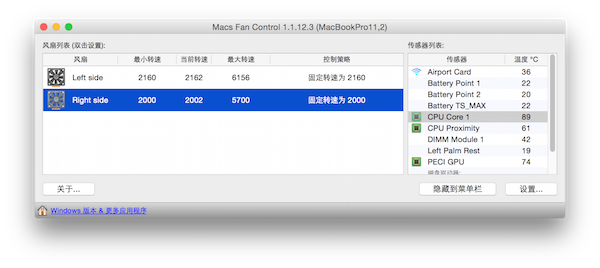 Macs Fan Control 1.1.12.3 (MacBookPro11,2)
风扇列表 (双击设置):
风扇 最小转速 当前转速 最大转速 控制策略
Left side 2160 2162 6156 固定转速为 2160
Right side 2000 2002 5700 固定转速为 2000
传感器列表:
传感器 温度 °C
Airport Card 36
Battery Point 1 22
Battery Point 2 20
Battery TS_MAX 22
CPU Core 1 89
CPU Proximity 61
DIMM Module 1 42
Left Palm Rest 19
PECI GPU 74
磁盘驱动器:
关于... 隐藏到菜单栏 设置...
Windows 版本 & 更多应用程序